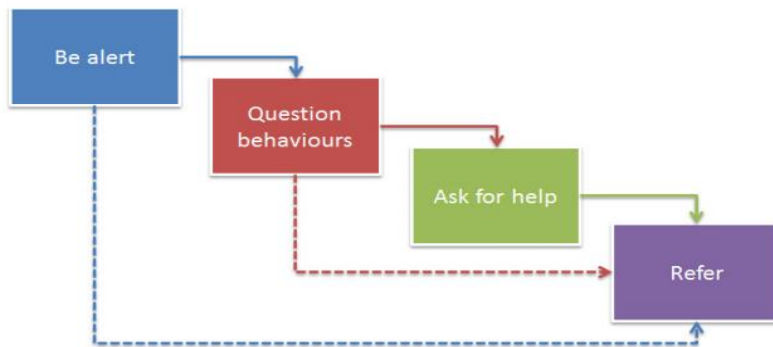 Be alert
Question
behaviours
Ask for help
Refer